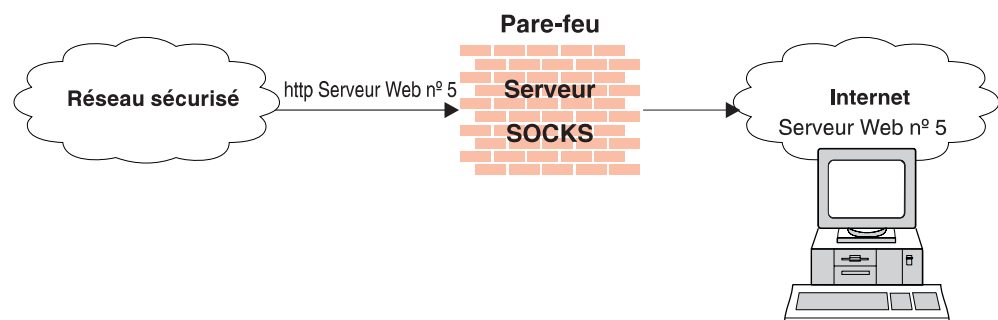 Pare-feu
Réseau sécurisé
http Serveur Web nº 5
Serveur
SOCKS
Internet
Serveur Web nº 5